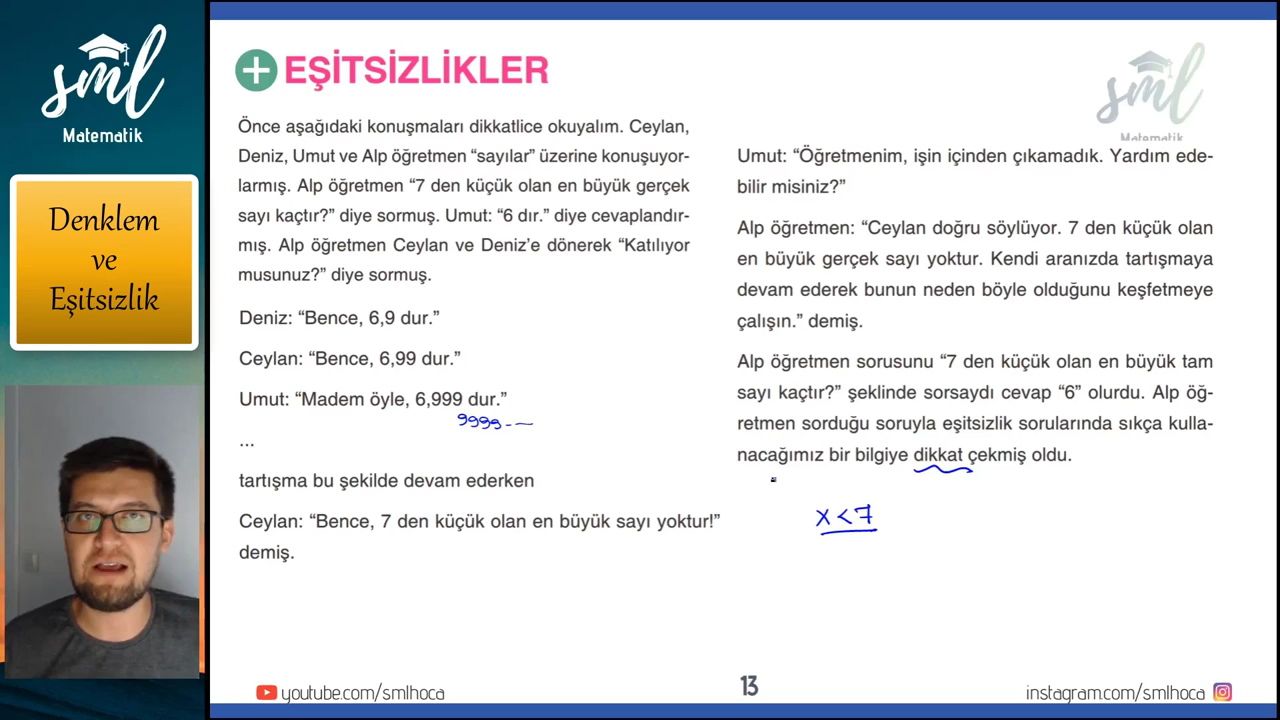 sml
Matematik
Denklem
ve
Eşitsizlik
+ EŞİTSİZLİKLER
Önce aşağıdaki konuşmaları dikkatlice okuyalım. Ceylan,
Deniz, Umut ve Alp öğretmen “sayılar” üzerine konuşuyor-
larmış. Alp öğretmen “7 den küçük olan en büyük gerçek
sayı kaçtır?” diye sormuş. Umut: “6 dır.” diye cevaplandır-
mış. Alp öğretmen Ceylan ve Deniz’e dönerek “Katılıyor
musunuz?” diye sormuş.
Deniz: “Bence, 6,9 dur.”
Ceylan: “Bence, 6,99 dur.”
Umut: “Madem öyle, 6,999 dur.”
9999- —
...
tartışma bu şekilde devam ederken
Ceylan: “Bence, 7 den küçük olan en büyük sayı yoktur!”
demiş.
sml
Matematik
Umut: “Öğretmenim, işin içinden çıkamadık. Yardım ede-
bilir misiniz?”
Alp öğretmen: “Ceylan doğru söylüyor. 7 den küçük olan
en büyük gerçek sayı yoktur. Kendi aranızda tartışmaya
devam ederek bunun neden böyle olduğunu keşfetmeye
çalışın.” demiş.
Alp öğretmen sorusunu “7 den küçük olan en büyük tam
sayı kaçtır?” şeklinde sorsaydı cevap “6” olurdu. Alp öğ-
retmen sorduğu soruyla eşitsizlik sorularında sıkça kulla-
nacağımız bir bilgiye dikkat çekmiş oldu.
x < 7
youtube.com/smlhoca
13
instagram.com/smlhoca